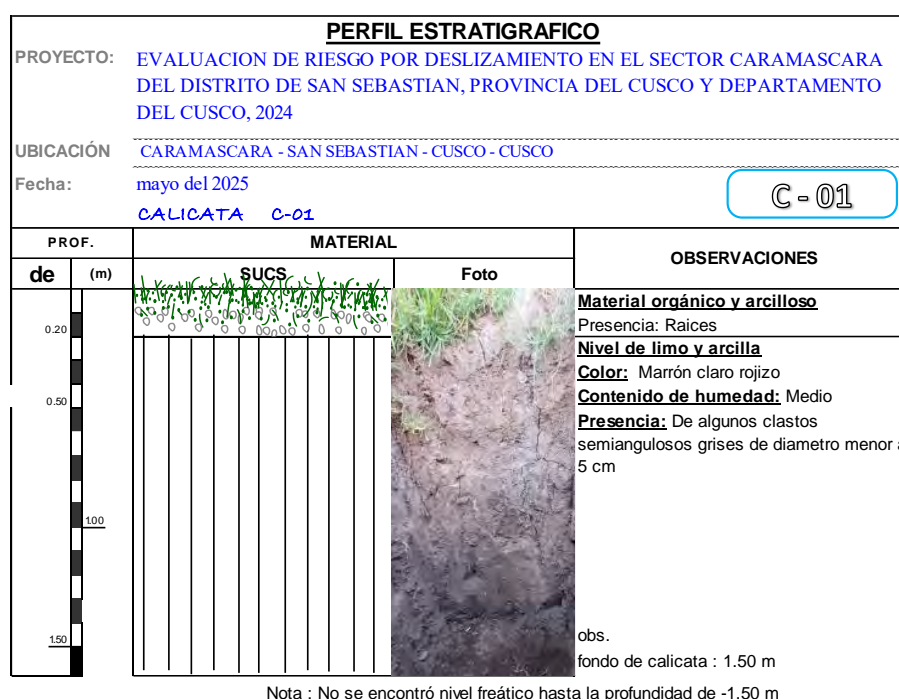 PERFIL ESTRATIGRAFICO
PROYECTO: EVALUACION DE RIESGO POR DESLIZAMIENTO EN EL SECTOR CARAMASCARA
DEL DISTRITO DE SAN SEBASTIAN, PROVINCIA DEL CUSCO Y DEPARTAMENTO
DEL CUSCO, 2024
UBICACIÓN CARAMASCARA - SAN SEBASTIAN - CUSCO - CUSCO
Fecha: mayo del 2025
C - 01
CALICATA C-01
PROF. MATERIAL OBSERVACIONES
de (m) SUCS Foto
Material orgánico y arcilloso
Presencia: Raices
0.20
Nivel de limo y arcilla
Color: Marrón claro rojizo
0.50
Contenido de humedad: Medio
Presencia: De algunos clastos
semiangulosos grises de diametro menor a
5 cm
1.00
1.50
obs.
fondo de calicata : 1.50 m
Nota : No se encontró nivel freático hasta la profundidad de -1.50 m